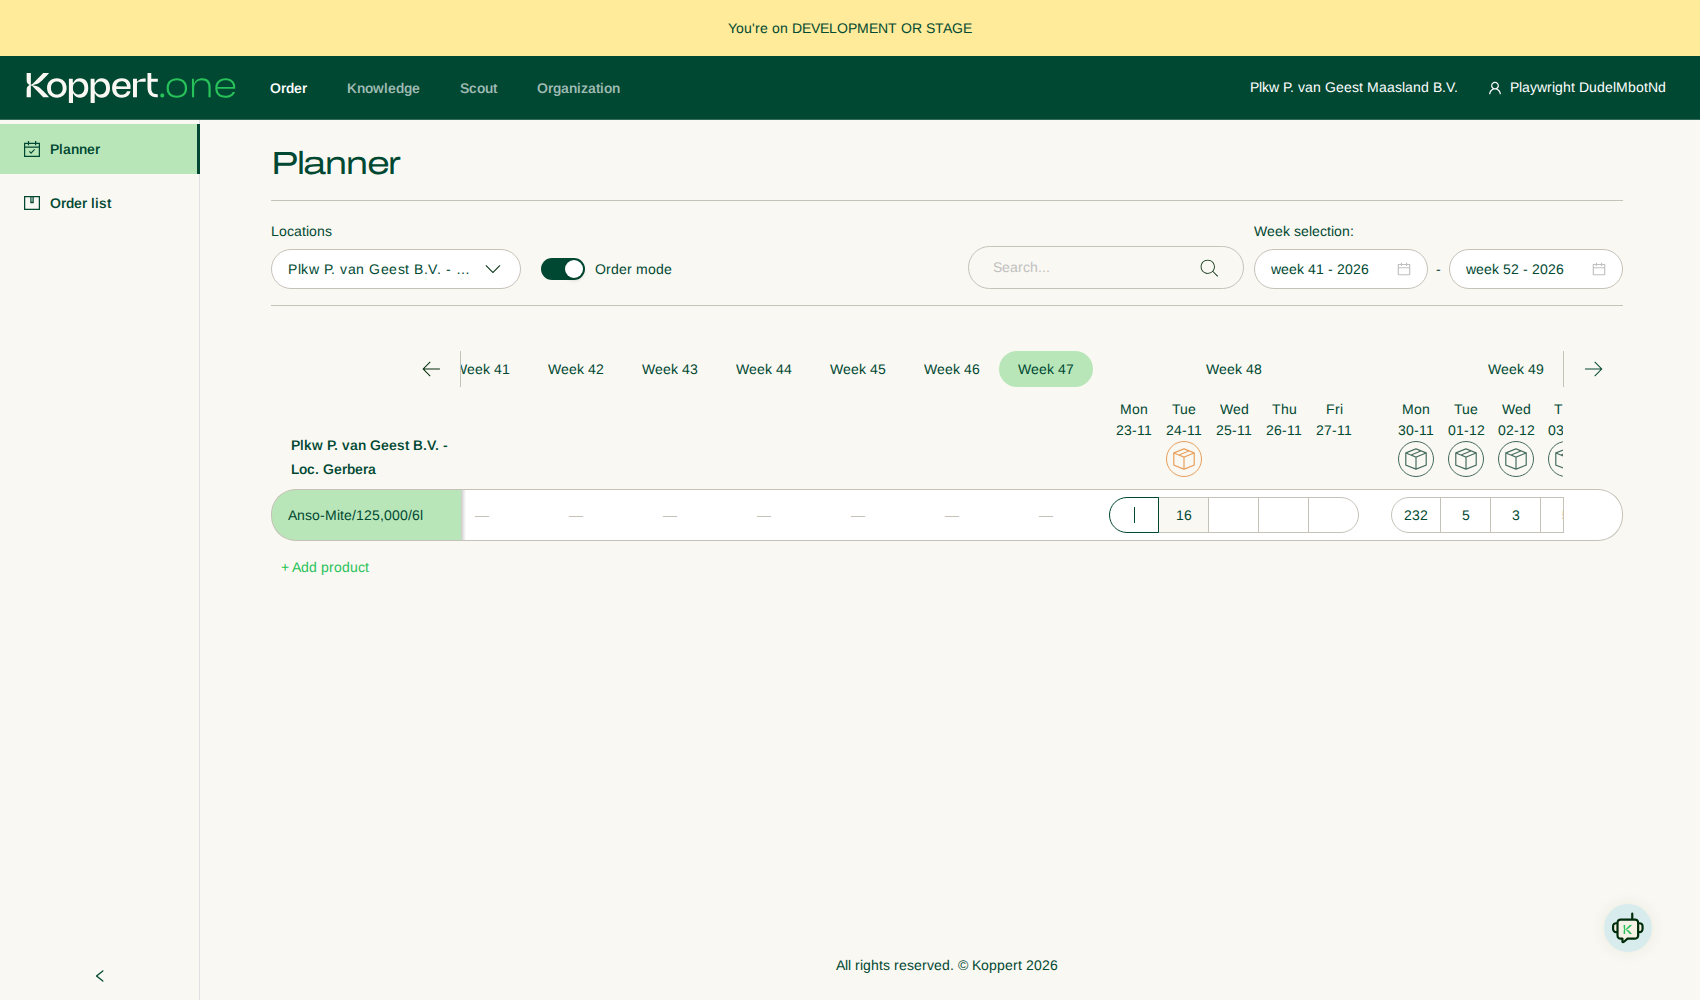 You're on DEVELOPMENT OR STAGE
Koppert.one Order Knowledge Scout Organization Plkw P. van Geest Maasland B.V. Playwright DudelMbotNd
Planner
Order list
Planner
Locations
Week selection:
Plkw P. van Geest B.V. - ... Order mode Search... week 41 - 2026 - week 52 - 2026
Week 41 Week 42 Week 43 Week 44 Week 45 Week 46 Week 47 Week 48 Week 49
Mon Tue Wed Thu Fri Mon Tue Wed T
23-11 24-11 25-11 26-11 27-11 30-11 01-12 02-12 03
Plkw P. van Geest B.V. -
Loc. Gerbera
Anso-Mite/125,000/6l — — — — — — — 16 232 5 3
+ Add product
All rights reserved. © Koppert 2026